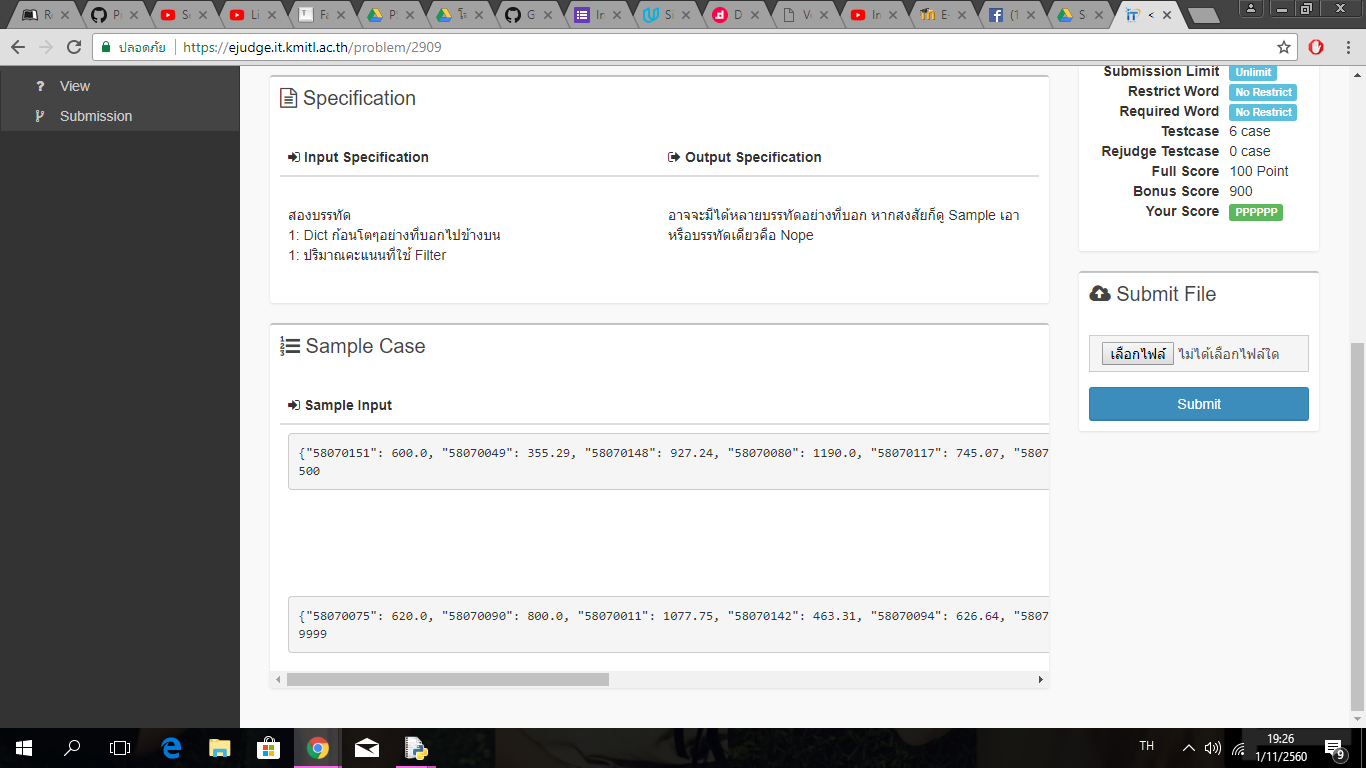 R
P
Se
Li
Fa
PS
โล
G
In
Si
D
V
In
E-
(1
S
<
ปลอดภัย
https://ejudge.it.kmitl.ac.th/problem/2909
View
Submission
Specification
Input Specification
Output Specification
สองบรรทัด
1: Dict ก้อนโตๆอย่างที่บอกไปข้างบน
1: ปริมาณคะแนนที่ใช้ Filter
อาจจะมีได้หลายบรรทัดอย่างที่บอก หากสงสัยก็ดู Sample เอา
หรือบรรทัดเดียวคือ Nope
Sample Case
Sample Input
{"58070151": 600.0, "58070049": 355.29, "58070148": 927.24, "58070080": 1190.0, "58070117": 745.07, "5807
500
{"58070075": 620.0, "58070090": 800.0, "58070011": 1077.75, "58070142": 463.31, "58070094": 626.64, "5807
9999
Submission Limit Unlimit
Restrict Word No Restrict
Required Word No Restrict
Testcase 6 case
Rejudge Testcase 0 case
Full Score 100 Point
Bonus Score 900
Your Score PPPPPP
Submit File
เลือกไฟล์ ไม่ได้เลือกไฟล์ใด
Submit
TH
19:26
1/11/2560
9